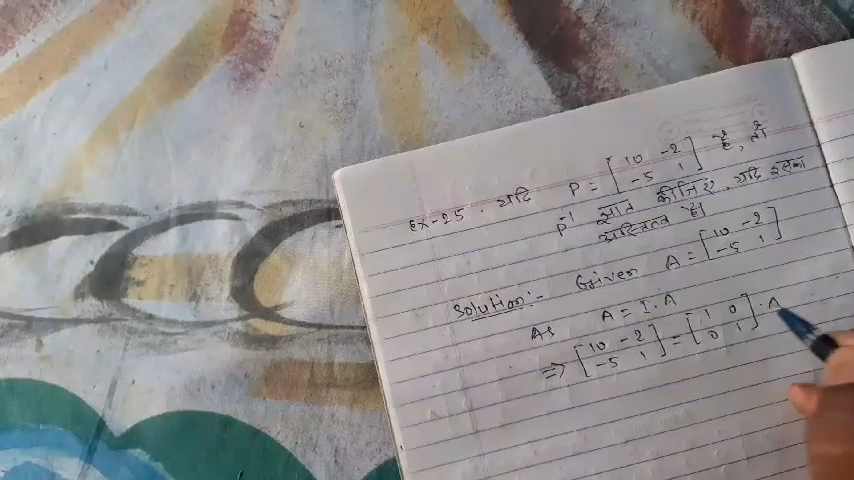 Ex-25. यदि P = [10 -2
-5 1] है, तो
P⁻¹ ज्ञात कीजिए, यदि इसका
अस्तित्व है।
Solution:- Given A = [10 -2
-5 1]
As A = I.A
=> [10 -2
-5 1] = [1 0
0 1] . A